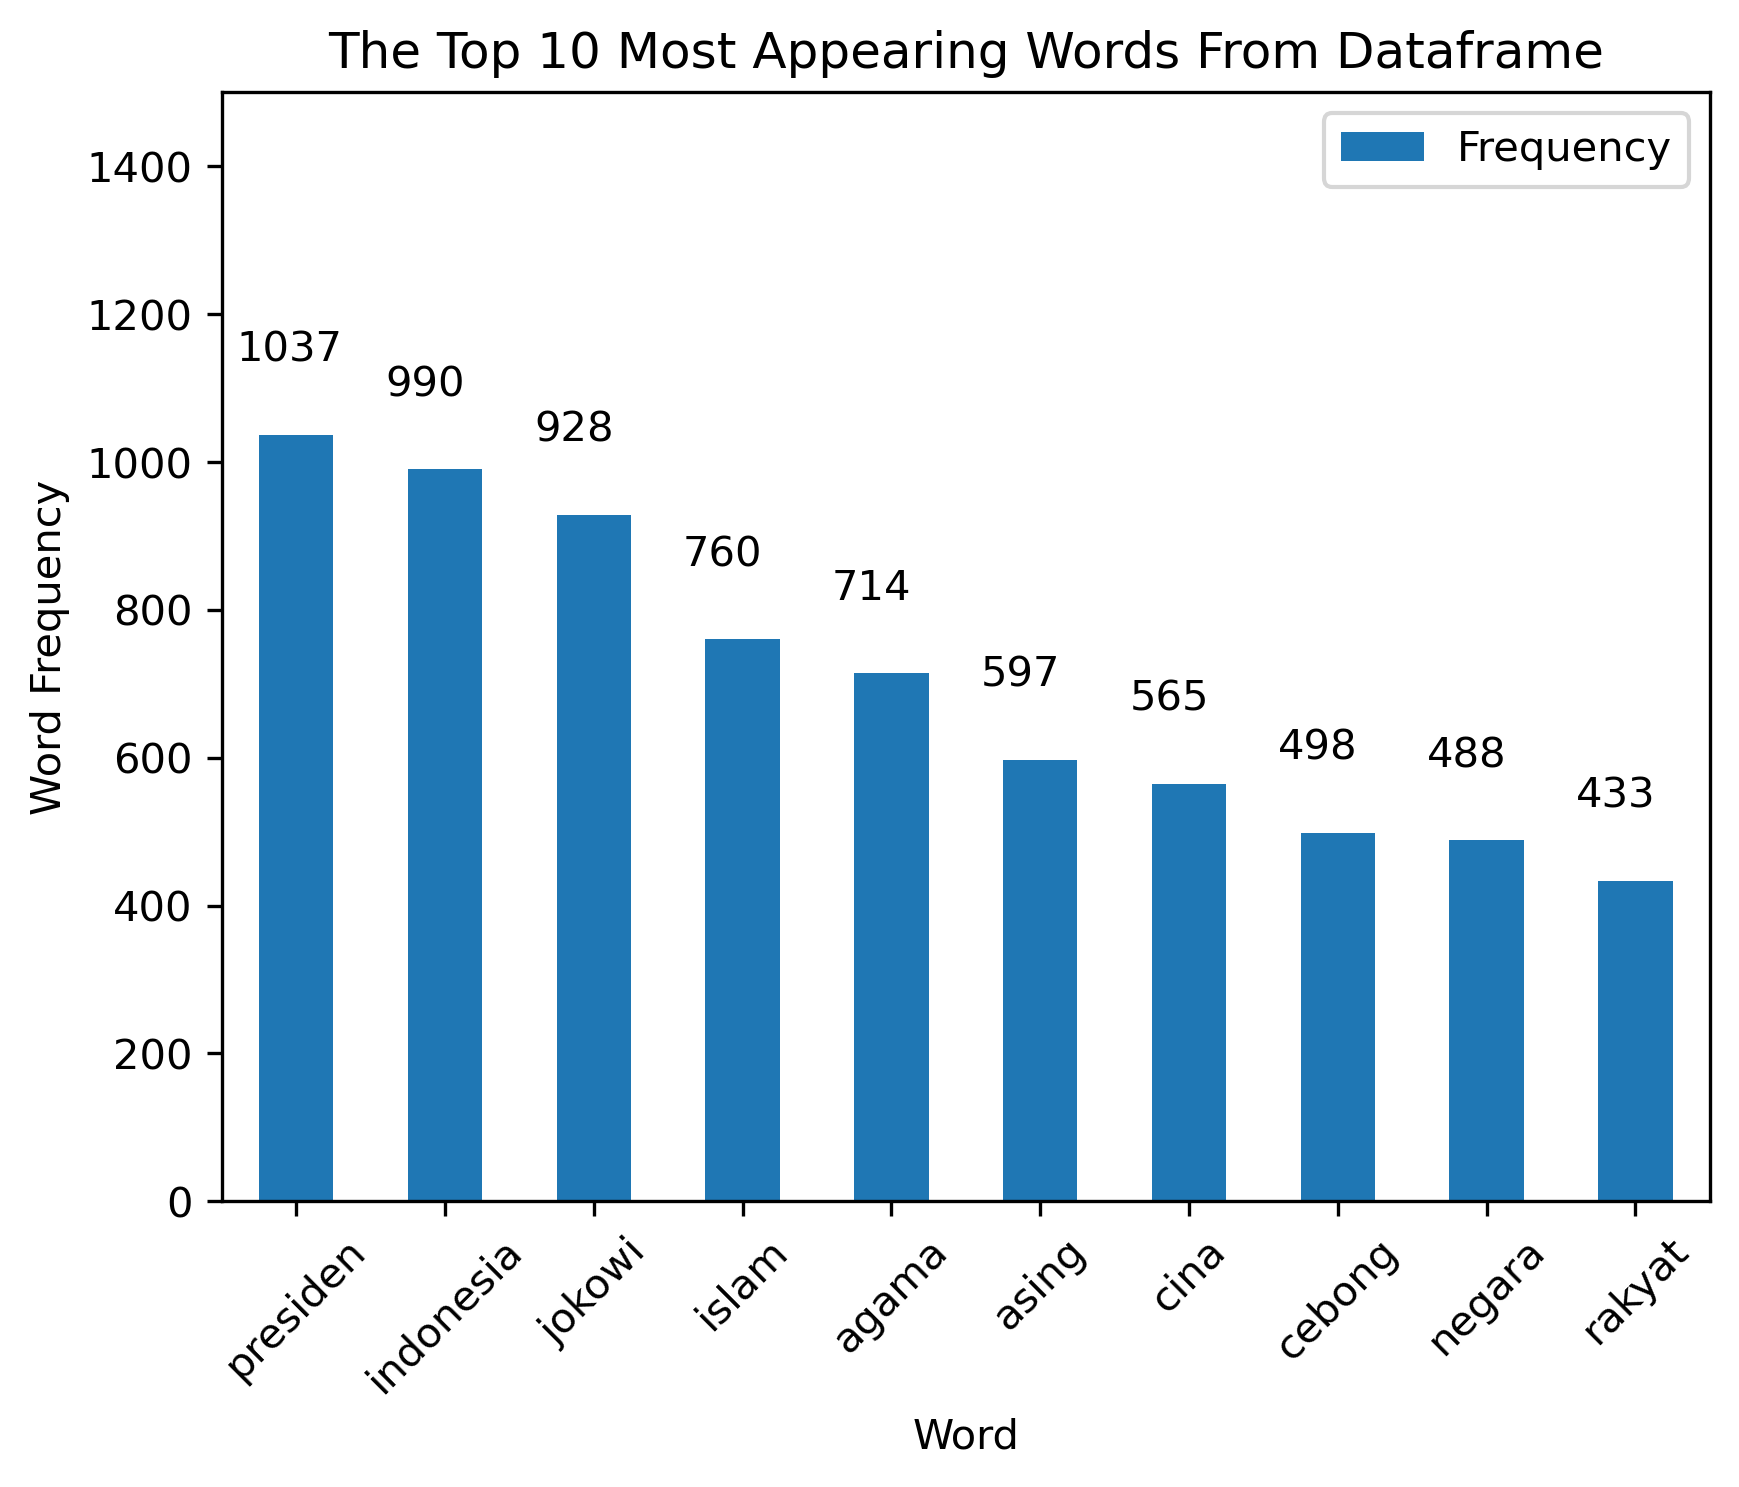 The Top 10 Most Appearing Words From Dataframe
Frequency
1400
1200
1000
800
600
400
200
0
Word Frequency
1037
990
928
760
714
597
565
498
488
433
presiden
indonesia
jokowi
islam
agama
asing
cina
cebong
negara
rakyat
Word